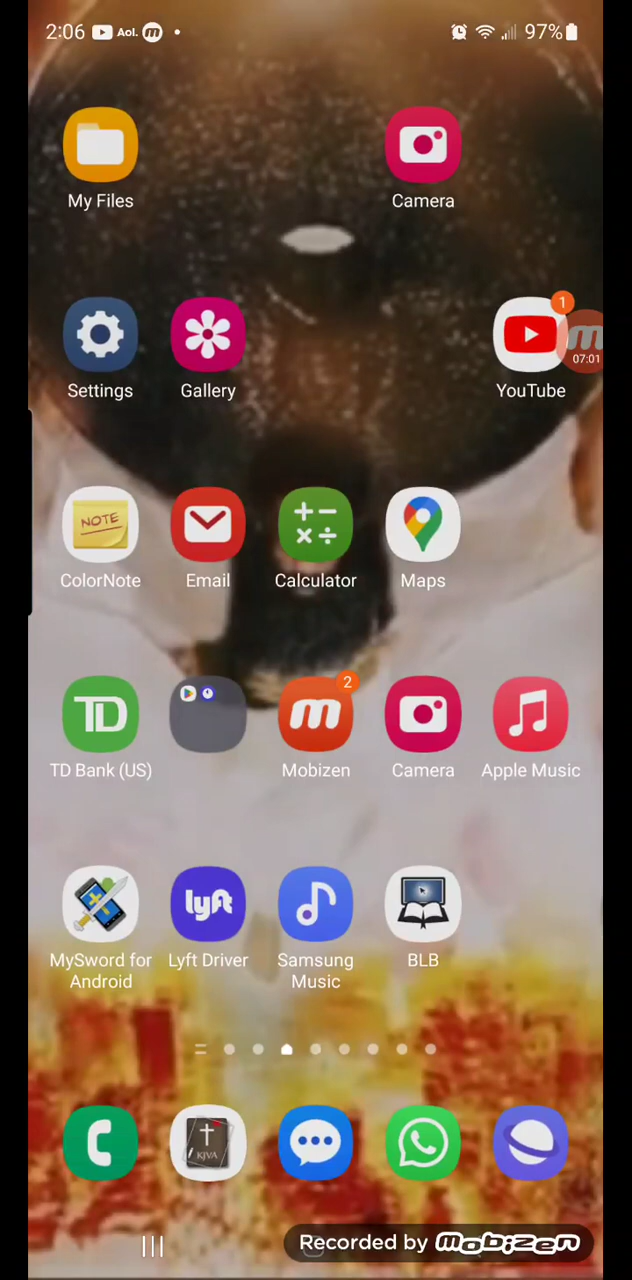 2:06 Aol. m 97%
My Files Camera
1
m
07:01
Settings Gallery YouTube
NOTE
ColorNote Email Calculator Maps
2
TD m
TD Bank (US) Mobizen Camera Apple Music
lyft
MySword for Android Lyft Driver Samsung Music BLB
KJVA
Recorded by mobizen